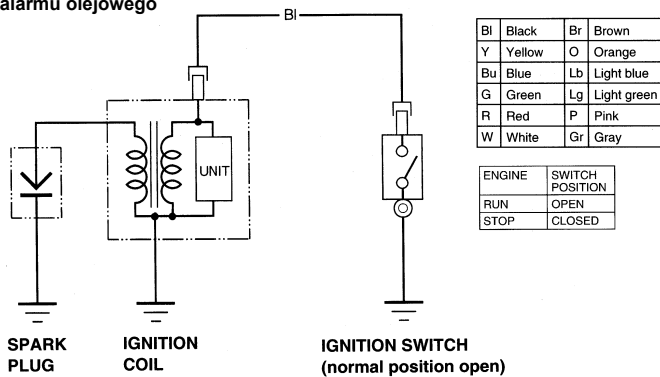 alarmu olejowego
Bl
Bl Black Br Brown
Y Yellow O Orange
Bu Blue Lb Light blue
G Green Lg Light green
R Red P Pink
W White Gr Gray
UNIT
ENGINE SWITCH POSITION
RUN OPEN
STOP CLOSED
SPARK PLUG
IGNITION COIL
IGNITION SWITCH
(normal position open)